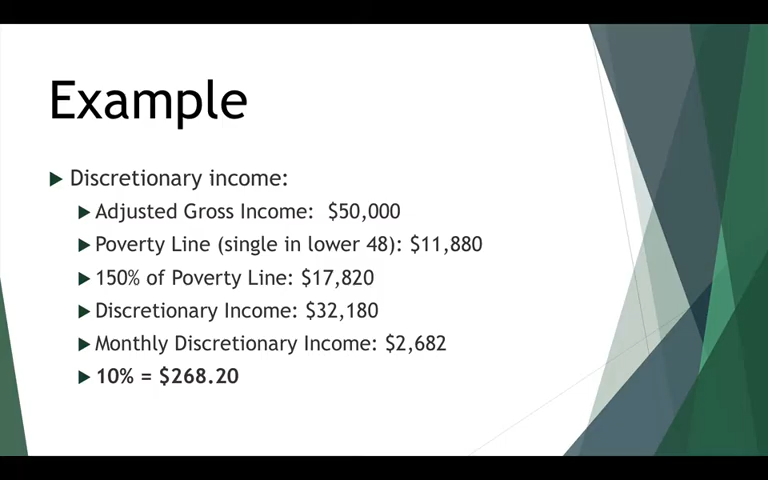 Example
Discretionary income:
Adjusted Gross Income: $50,000
Poverty Line (single in lower 48): $11,880
150% of Poverty Line: $17,820
Discretionary Income: $32,180
Monthly Discretionary Income: $2,682
10% = $268.20